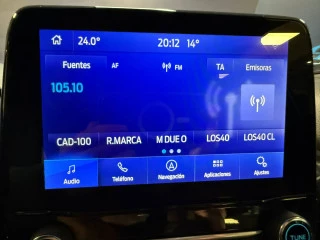 24.0° 20:12 14°
Fuentes AF FM TA Emisoras
105.10
CAD-100 R.MARCA M DUE O LOS40 LOS40 CL
Audio Teléfono Navegación Aplicaciones Ajustes
TUNE